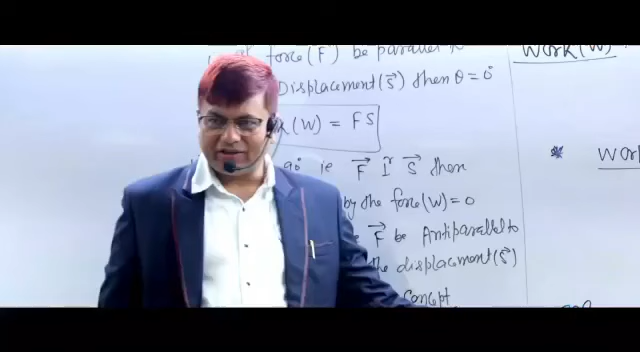 force (F) be parallel to
Displacement (S⃗) then θ = 0°
(W) = FS
90° ie F⃗ ⊥r S⃗ then
by the force (W) = 0
F⃗ be Antiparallel to
the displacement (S⃗)
concept
Work (W)
* Wor